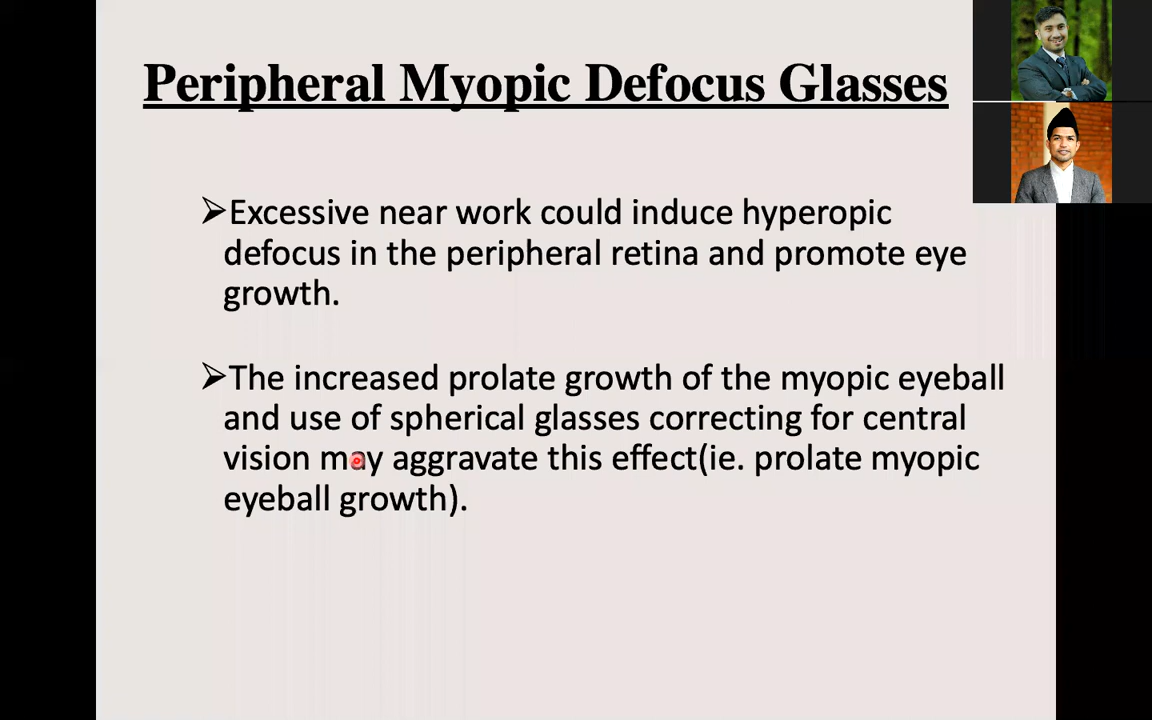 Peripheral Myopic Defocus Glasses
➢Excessive near work could induce hyperopic
defocus in the peripheral retina and promote eye
growth.
➢The increased prolate growth of the myopic eyeball
and use of spherical glasses correcting for central
vision may aggravate this effect(ie. prolate myopic
eyeball growth).